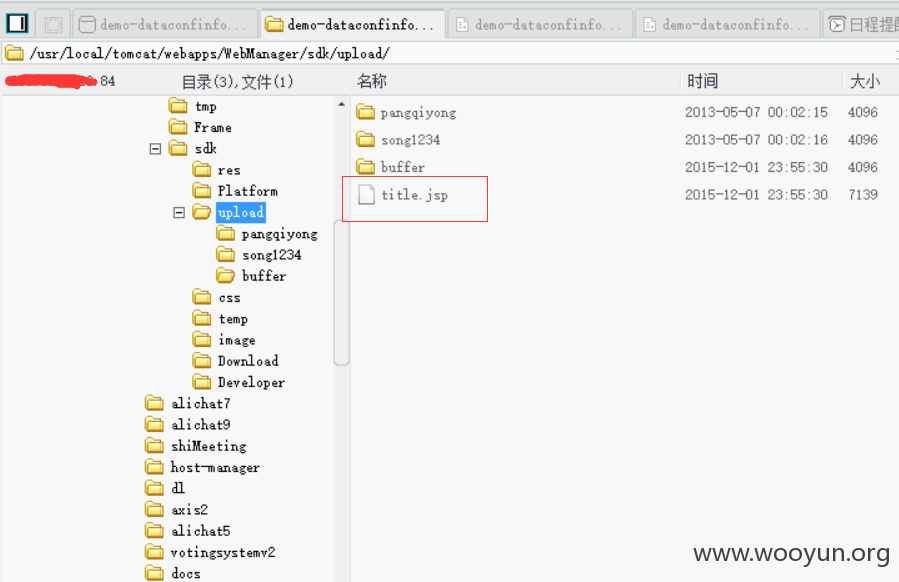 demo-dataconfinfo...
demo-dataconfinfo...
demo-dataconfinfo...
demo-dataconfinfo...
日程提醒
/usr/local/tomcat/webapps/WebManager/sdk/upload/
84 目录(3),文件(1) 名称 时间 大小
tmp
Frame
sdk
res
Platform
upload
pangqiyong
song1234
buffer
css
temp
image
Download
Developer
alichat7
alichat9
shiMeeting
host-manager
dl
axis2
alichat5
votingsystemv2
docs
pangqiyong 2013-05-07 00:02:15 4096
song1234 2013-05-07 00:02:16 4096
buffer 2015-12-01 23:55:30 4096
title.jsp 2015-12-01 23:55:30 7139
www.wooyun.org